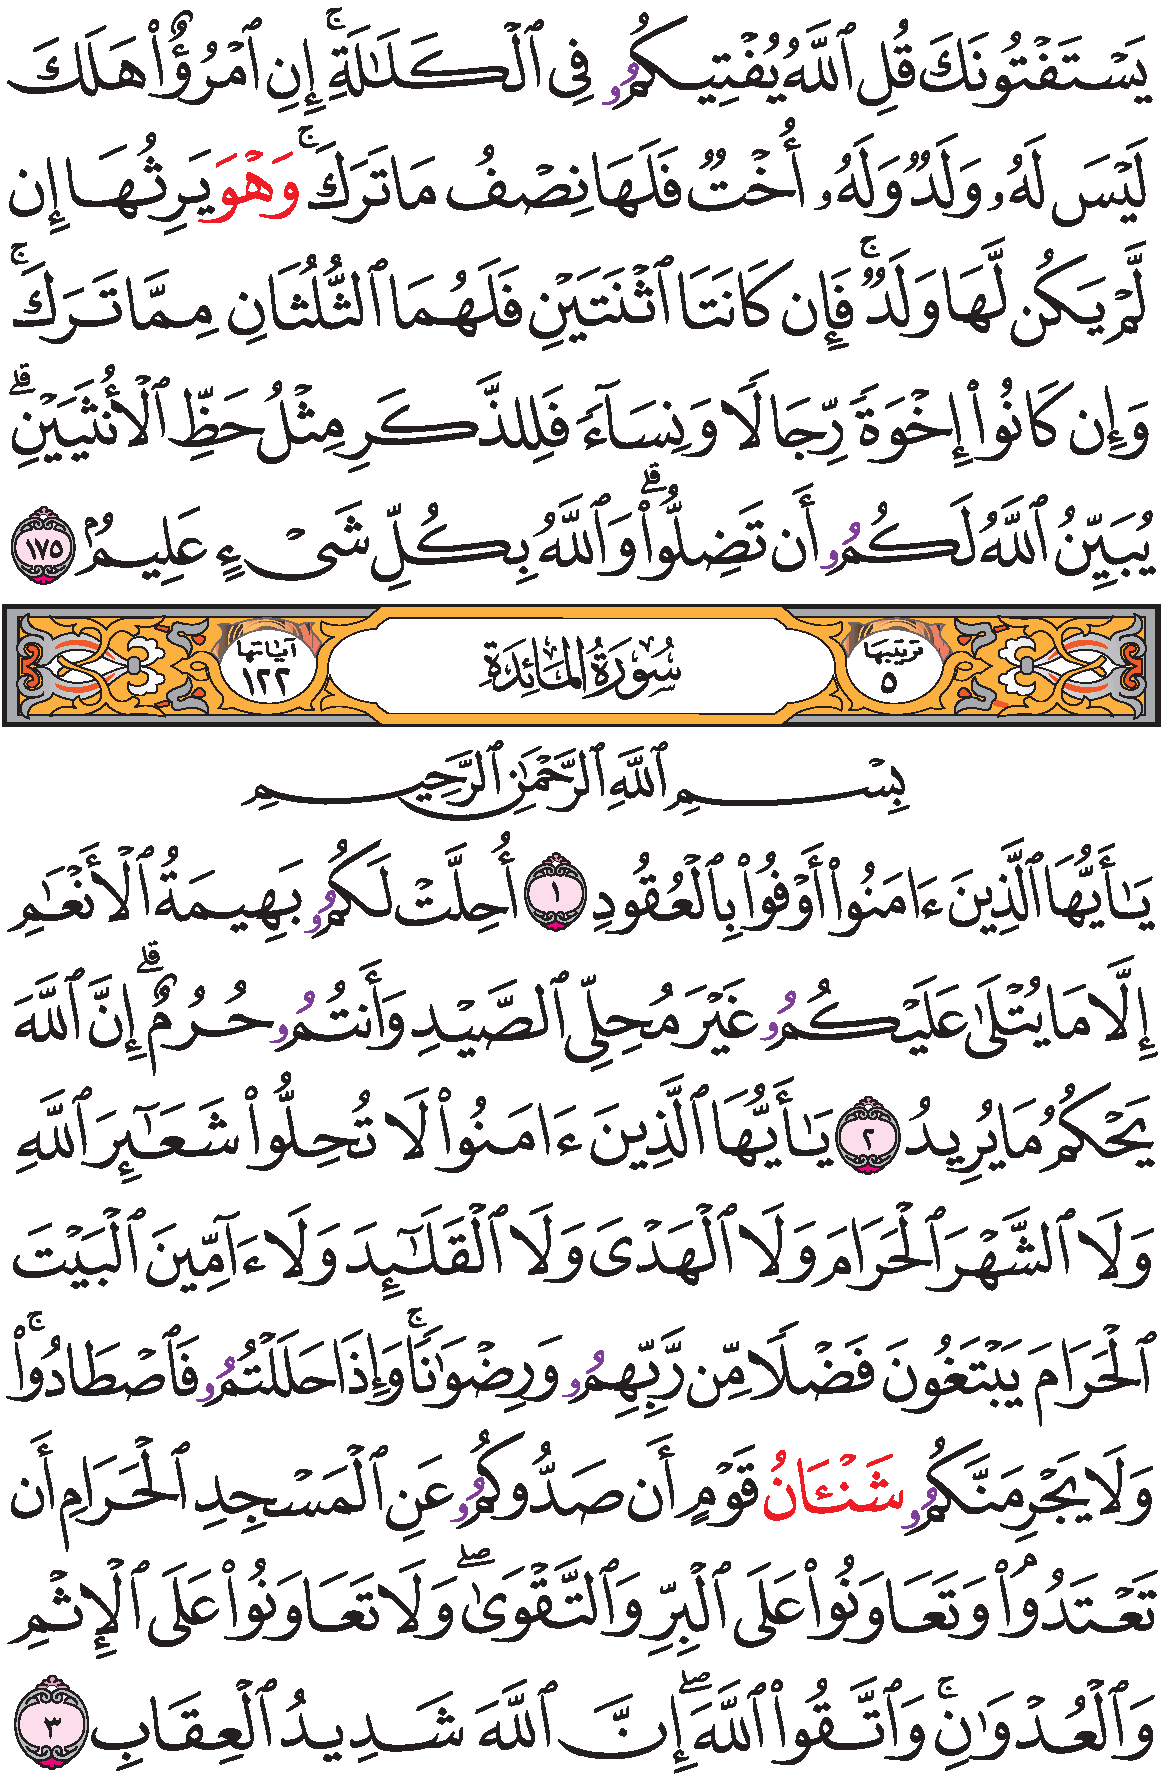 يَسۡتَفۡتُونَكَ قُلِ ٱللَّهُ يُفۡتِيكُمُۥ فِي ٱلۡكَلَٰلَةِۚ إِنِ ٱمۡرُؤٌاْ هَلَكَ
لَيۡسَ لَهُۥ وَلَدٞ وَلَهُۥ أُخۡتٞ فَلَهَا نِصۡفُ مَا تَرَكَۚ وَهۡوَ يَرِثُهَا إِن
لَّمۡ يَكُن لَّهَا وَلَدٞۚ فَإِن كَانَتَا ٱثۡنَتَيۡنِ فَلَهُمَا ٱلثُّلُثَانِ مِمَّا تَرَكَۚ
وَإِن كَانُواْ إِخۡوَةٗ رِّجَالٗا وَنِسَآءٗ فَلِلذَّكَرِ مِثۡلُ حَظِّ ٱلۡأُنثَيَيۡنِۗ
يُبَيِّنُ ٱللَّهُ لَكُمُۥ أَن تَضِلُّواْۗ وَٱللَّهُ بِكُلِّ شَيۡءٍ عَلِيمُۢ ١٧٥
ترتيبها ٥ سُورَةُ المَائِدَة آياتها ١٢٢
بِسۡمِ ٱللَّهِ ٱلرَّحۡمَٰنِ ٱلرَّحِيمِ
يَٰٓأَيُّهَا ٱلَّذِينَ ءَامَنُواْ أَوۡفُواْ بِٱلۡعُقُودِ ١ أُحِلَّتۡ لَكُمُۥ بَهِيمَةُ ٱلۡأَنۡعَٰمِ
إِلَّا مَا يُتۡلَىٰ عَلَيۡكُمُۥ غَيۡرَ مُحِلِّي ٱلصَّيۡدِ وَأَنتُمُۥ حُرُمٌۗ إِنَّ ٱللَّهَ
يَحۡكُمُ مَا يُرِيدُ ٢ يَٰٓأَيُّهَا ٱلَّذِينَ ءَامَنُواْ لَا تُحِلُّواْ شَعَٰٓئِرَ ٱللَّهِ
وَلَا ٱلشَّهۡرَ ٱلۡحَرَامَ وَلَا ٱلۡهَدۡيَ وَلَا ٱلۡقَلَٰٓئِدَ وَلَا ءَآمِّينَ ٱلۡبَيۡتَ
ٱلۡحَرَامَ يَبۡتَغُونَ فَضۡلٗا مِّن رَّبِّهِمُۥ وَرِضۡوَٰنٗاۚ وَإِذَا حَلَلۡتُمُۥ فَٱصۡطَادُواْۚ
وَلَا يَجۡرِمَنَّكُمُۥ شَنۡـَٔانُ قَوۡمٍ أَن صَدُّوكُمُۥ عَنِ ٱلۡمَسۡجِدِ ٱلۡحَرَامِ أَن
تَعۡتَدُواْۘ وَتَعَاوَنُواْ عَلَى ٱلۡبِرِّ وَٱلتَّقۡوَىٰۖ وَلَا تَعَاوَنُواْ عَلَى ٱلۡإِثۡمِ
وَٱلۡعُدۡوَٰنِۚ وَٱتَّقُواْ ٱللَّهَۖ إِنَّ ٱللَّهَ شَدِيدُ ٱلۡعِقَابِ ٣